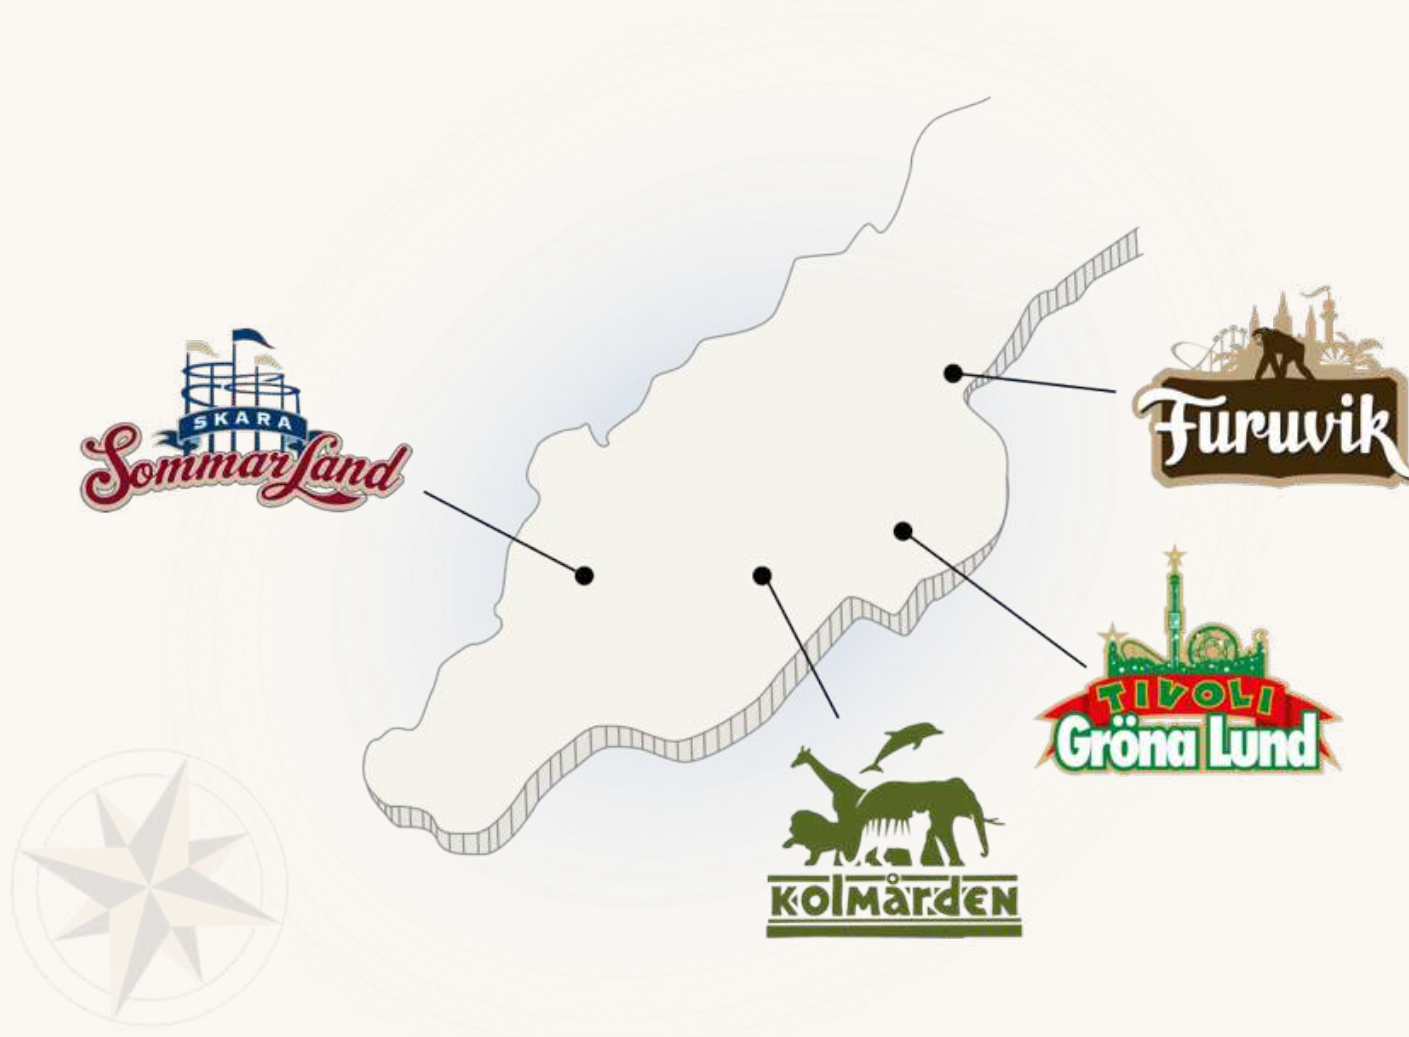 SKARA
SommarLand
Furuvik
TIVOLI
Gröna Lund
KOLMÅRDEN